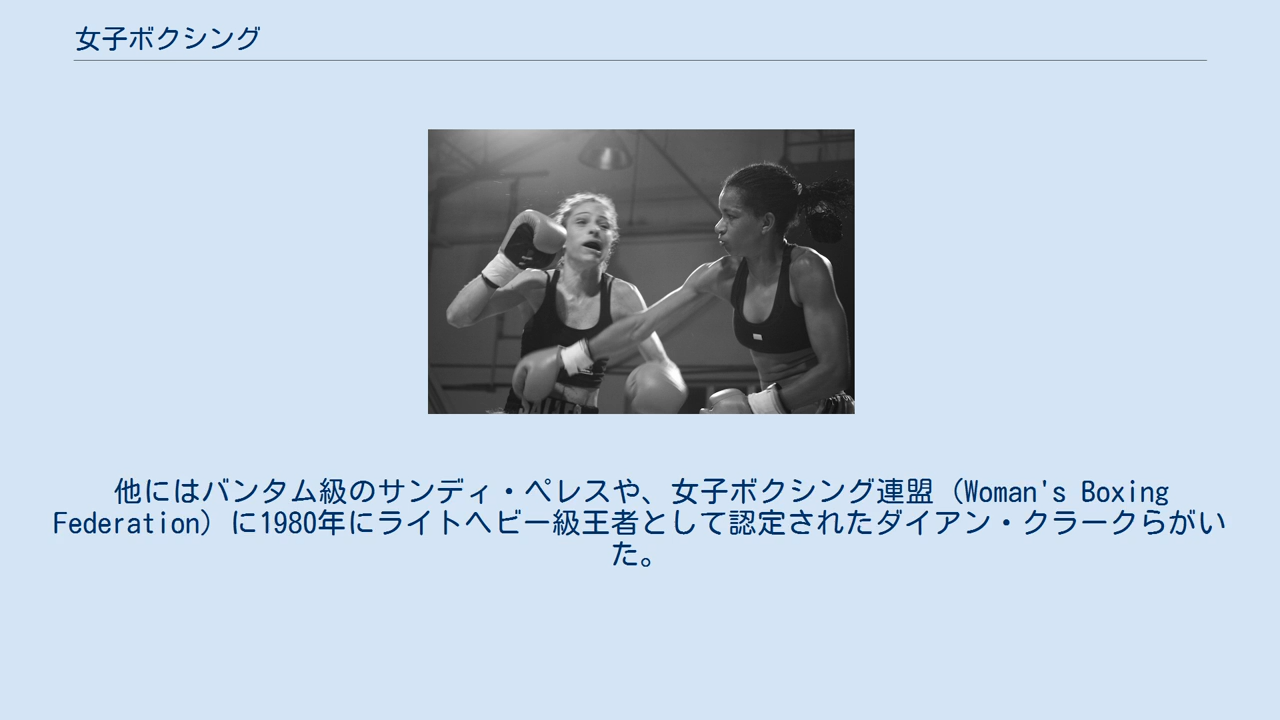 女子ボクシング
他にはバンタム級のサンディ・ペレスや、女子ボクシング連盟（Woman's Boxing
Federation）に1980年にライトヘビー級王者として認定されたダイアン・クラークらがい
た。